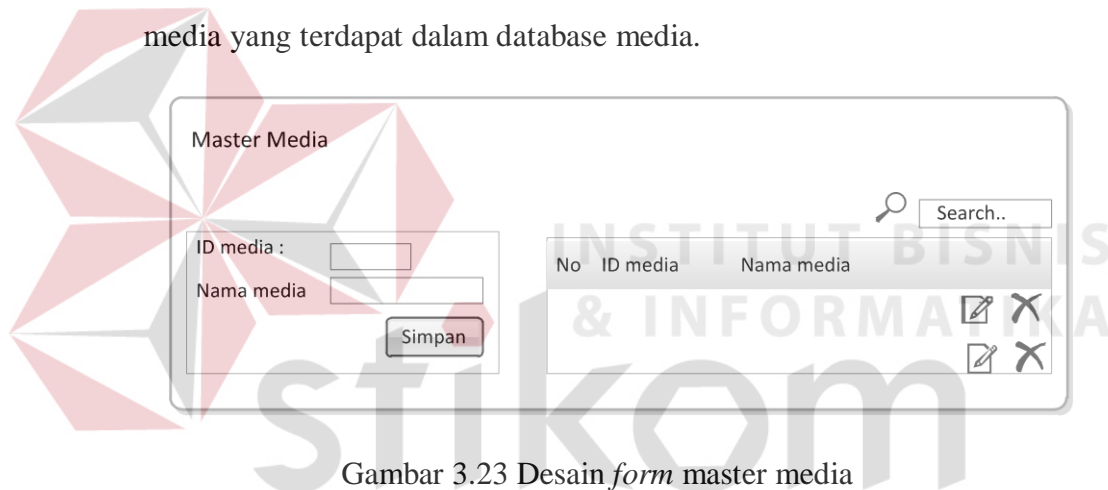 media yang terdapat dalam database media.
Master Media
Search..
ID media :
Nama media
Simpan
No ID media Nama media
INSTITUT BISNIS
& INFORMATIKA
stikom
Gambar 3.23 Desain form master media